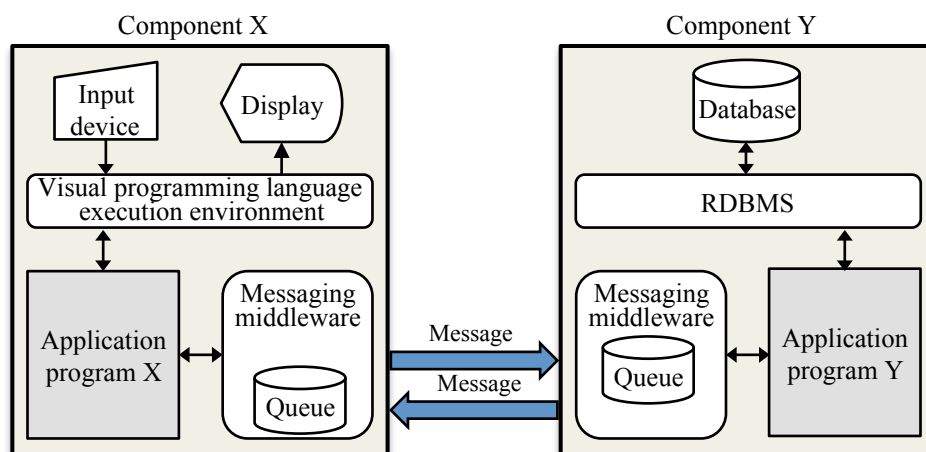 Component X
Input
device
Display
Visual programming language
execution environment
Application
program X
Messaging
middleware
Queue
Message
Message
Component Y
Database
RDBMS
Messaging
middleware
Queue
Application
program Y